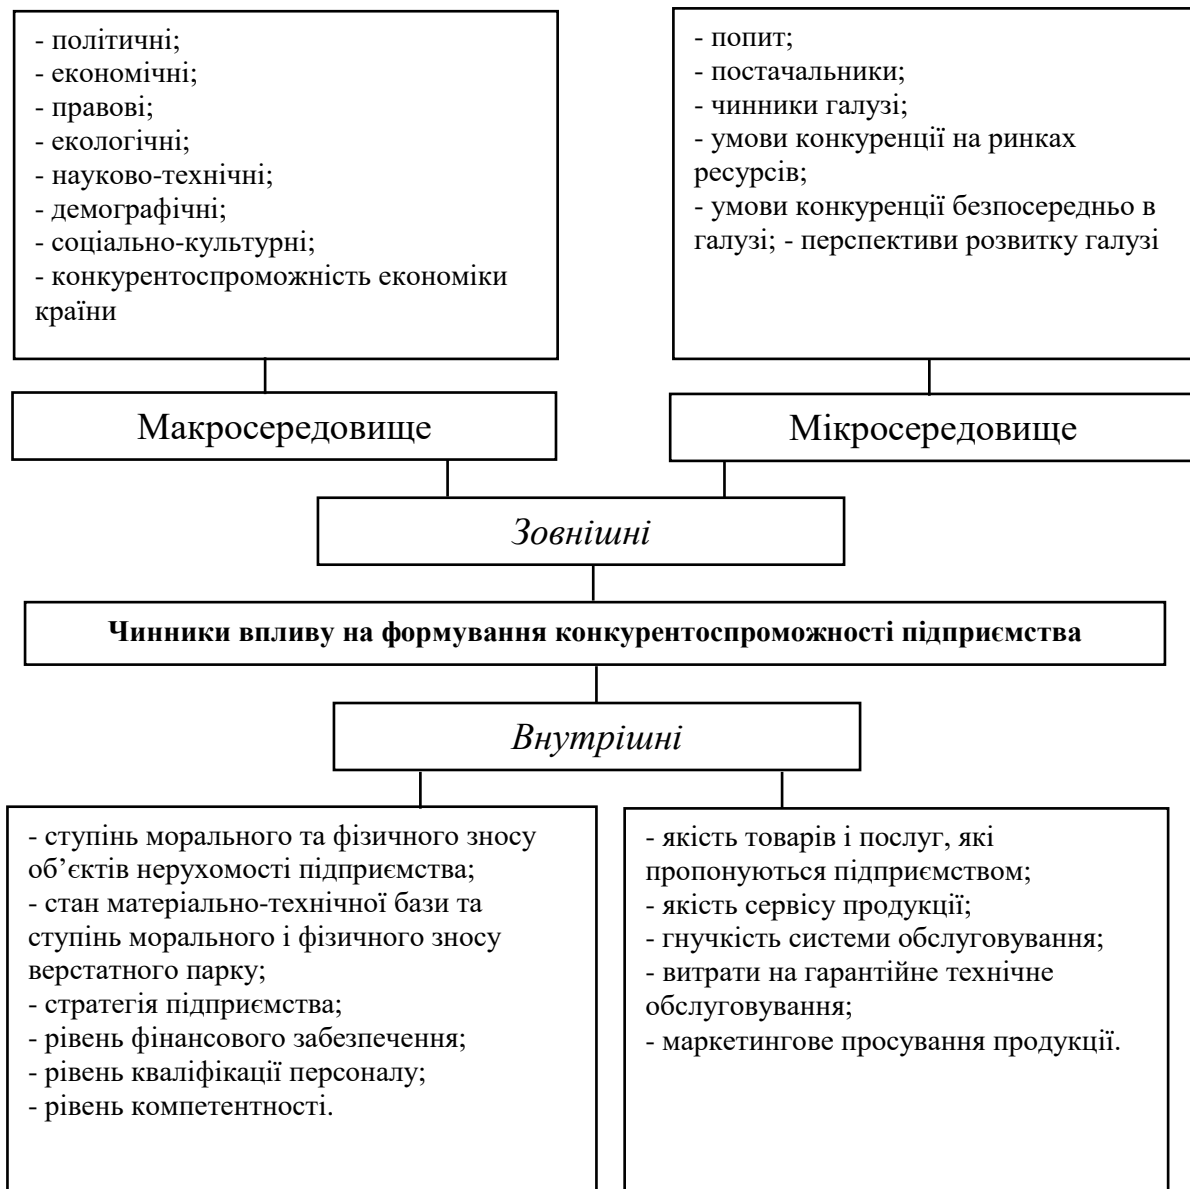 - політичні;
- економічні;
- правові;
- екологічні;
- науково-технічні;
- демографічні;
- соціально-культурні;
- конкурентоспроможність економіки
країни
- попит;
- постачальники;
- чинники галузі;
- умови конкуренції на ринках
ресурсів;
- умови конкуренції безпосередньо в
галузі; - перспективи розвитку галузі
Макросередовище
Мікросередовище
Зовнішні
Чинники впливу на формування конкурентоспроможності підприємства
Внутрішні
- ступінь морального та фізичного зносу
об’єктів нерухомості підприємства;
- стан матеріально-технічної бази та
ступінь морального і фізичного зносу
верстатного парку;
- стратегія підприємства;
- рівень фінансового забезпечення;
- рівень кваліфікації персоналу;
- рівень компетентності.
- якість товарів і послуг, які
пропонуються підприємством;
- якість сервісу продукції;
- гнучкість системи обслуговування;
- витрати на гарантійне технічне
обслуговування;
- маркетингове просування продукції.